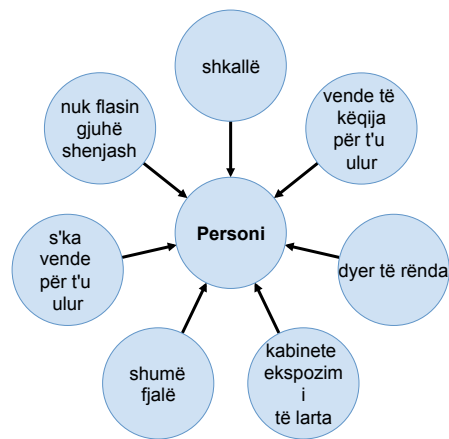 shkallë
nuk flasin
gjuhë
shenjash
vende të
këqija
për t'u
ulur
Personi
s'ka
vende
për t'u
ulur
dyer të rënda
shumë
fjalë
kabinete
ekspozim
i
të larta